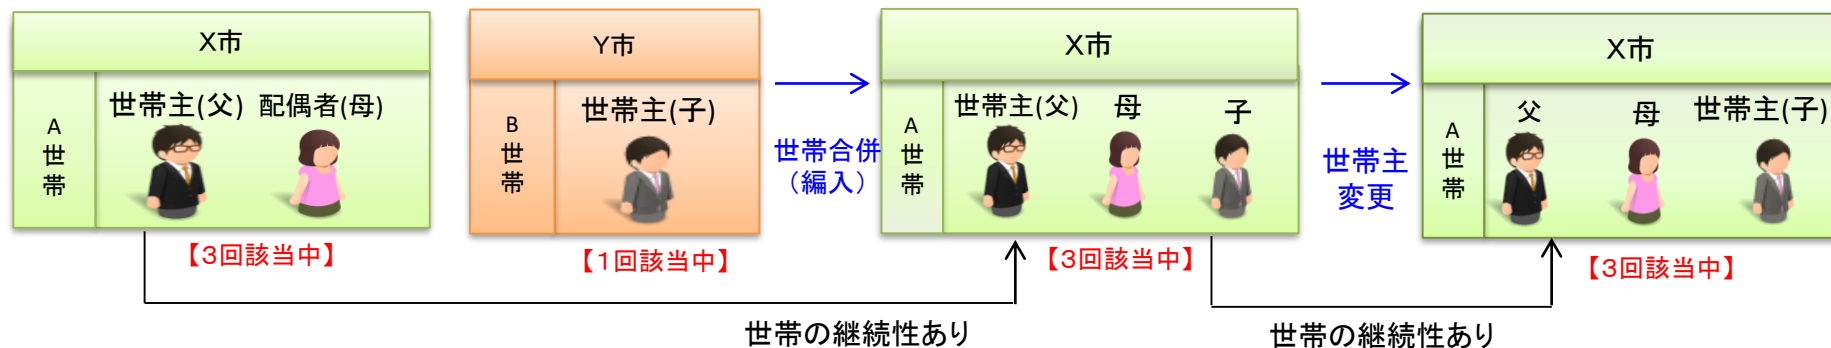 X市
A
世
帯
世帯主(父) 配偶者(母)
【3回該当中】
Y市
B
世
帯
世帯主(子)
【1回該当中】
世帯合併
(編入)
X市
A
世
帯
世帯主(父) 母 子
【3回該当中】
世帯主
変更
X市
A
世
帯
父 母 世帯主(子)
【3回該当中】
世帯の継続性あり
世帯の継続性あり